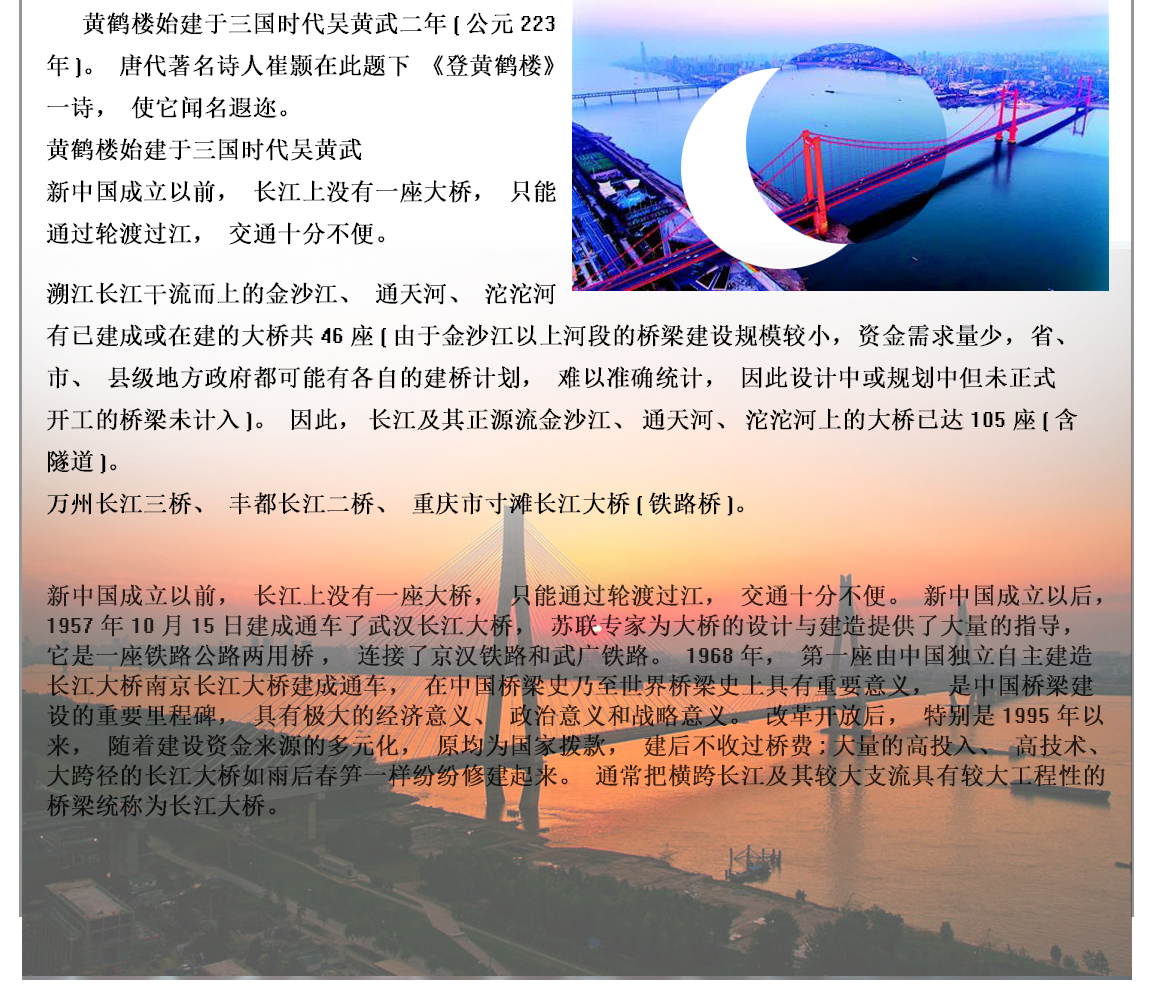 黄鹤楼始建于三国时代吴黄武二年(公元223
年)。唐代著名诗人崔颢在此题下《登黄鹤楼》
一诗，使它闻名遐迩。
黄鹤楼始建于三国时代吴黄武
新中国成立以前，长江上没有一座大桥，只能
通过轮渡过江，交通十分不便。
溯江长江干流而上的金沙江、通天河、沱沱河
有已建成或在建的大桥共46座(由于金沙江以上河段的桥梁建设规模较小，资金需求量少，省、
市、县级地方政府都可能有各自的建桥计划，难以准确统计，因此设计中或规划中但未正式
开工的桥梁未计入)。因此，长江及其正源流金沙江、通天河、沱沱河上的大桥已达105座(含
隧道)。
万州长江三桥、丰都长江二桥、重庆市寸滩长江大桥(铁路桥)。
新中国成立以前，长江上没有一座大桥，只能通过轮渡过江，交通十分不便。新中国成立以后，
1957年10月15日建成通车了武汉长江大桥，苏联专家为大桥的设计与建造提供了大量的指导，
它是一座铁路公路两用桥，连接了京汉铁路和武广铁路。1968年，第一座由中国独立自主建造
长江大桥南京长江大桥建成通车，在中国桥梁史乃至世界桥梁史上具有重要意义，是中国桥梁建
设的重要里程碑，具有极大的经济意义、政治意义和战略意义。改革开放后，特别是1995年以
来，随着建设资金来源的多元化，原均为国家拨款，建后不收过桥费:大量的高投入、高技术、
大跨径的长江大桥如雨后春笋一样纷纷修建起来。通常把横跨长江及其较大支流具有较大工程性的
桥梁统称为长江大桥。